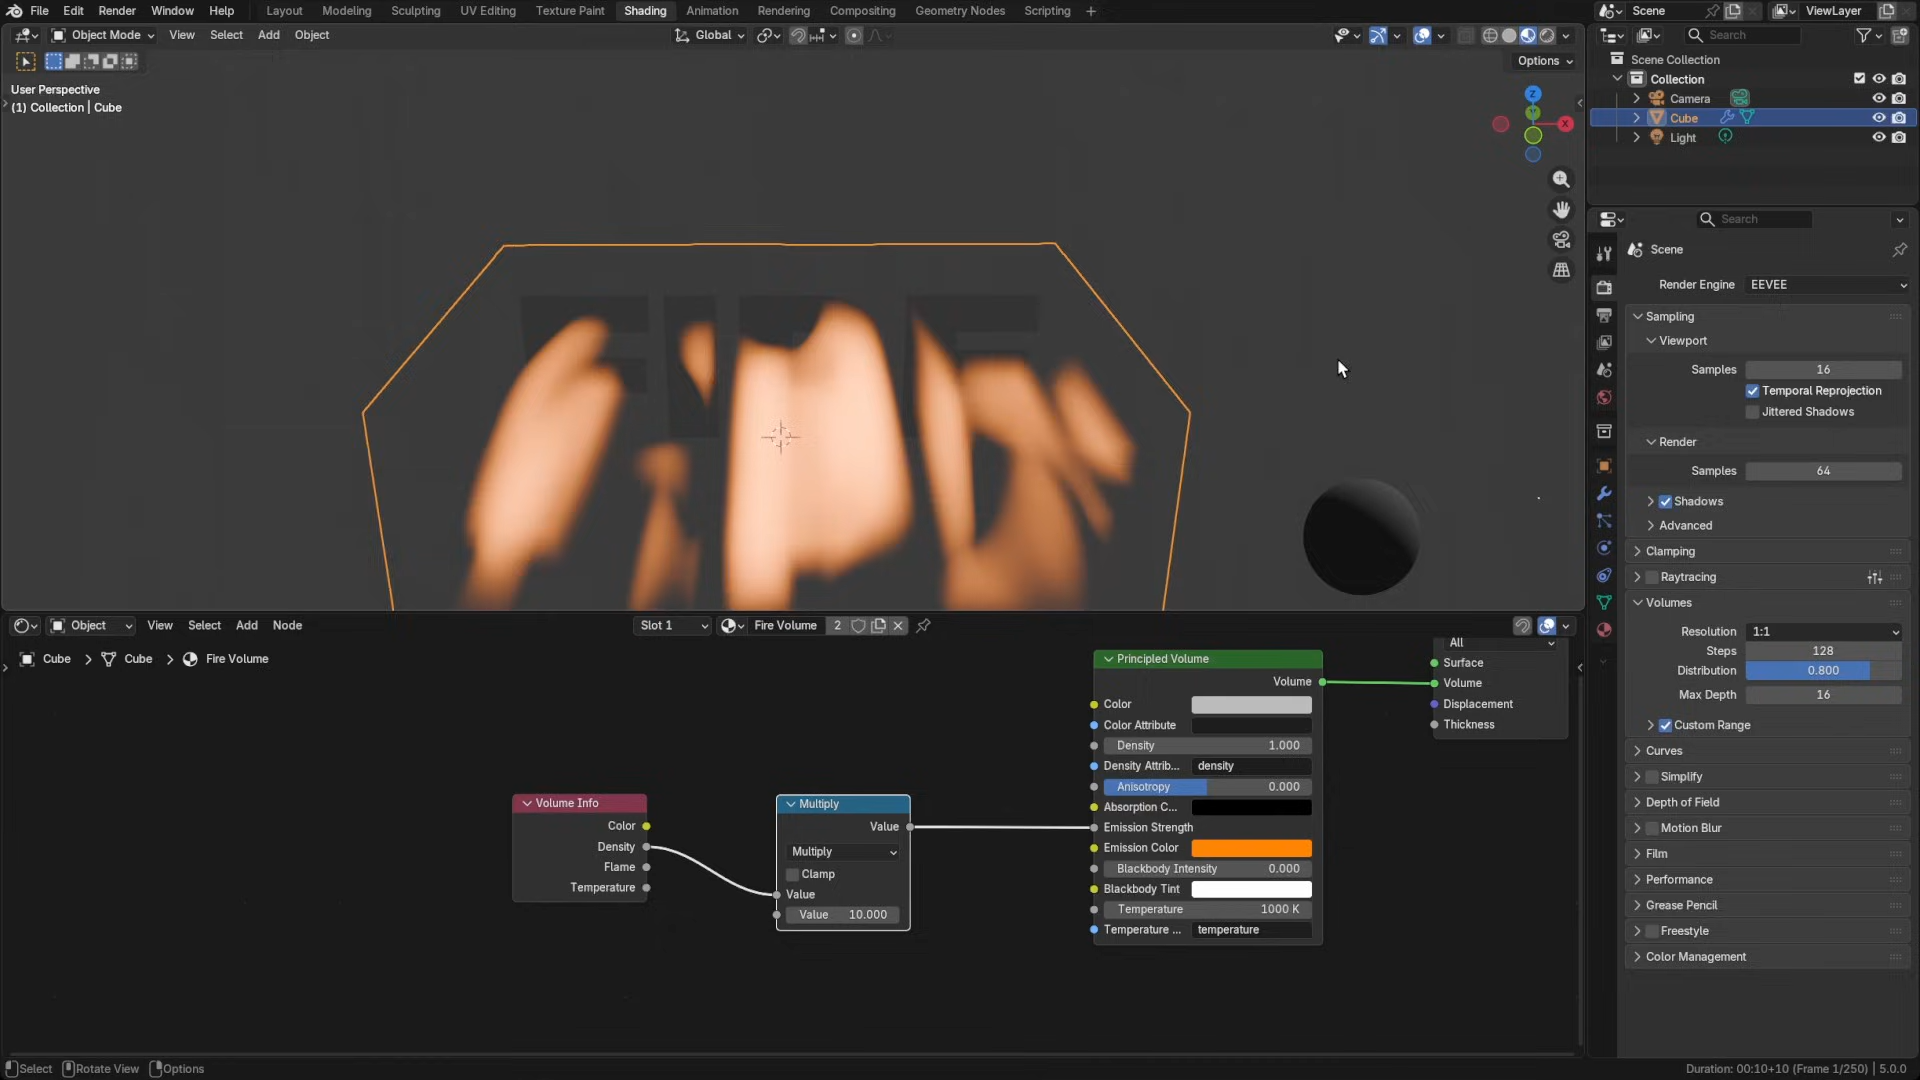 File Edit Render Window Help Layout Modeling Sculpting UV Editing Texture Paint Shading Animation Rendering Compositing Geometry Nodes Scripting + Scene ViewLayer
Object Mode View Select Add Object Global Search
Options
User Perspective
(1) Collection | Cube
Z
X
Scene Collection
Collection
Camera
Cube
Light
Search
Scene
Render Engine EEVEE
Sampling
Viewport
Samples 16
Temporal Reprojection
Jittered Shadows
Render
Samples 64
Shadows
Advanced
Clamping
Raytracing
Volumes
Resolution 1:1
Steps 128
Distribution 0.800
Max Depth 16
Custom Range
Curves
Simplify
Depth of Field
Motion Blur
Film
Performance
Grease Pencil
Freestyle
Color Management
FIRE
Object View Select Add Node Slot 1 Fire Volume 2
Cube > Cube > Fire Volume
Volume Info
Color
Density
Flame
Temperature
Multiply
Value
Multiply
Clamp
Value
Value 10.000
Principled Volume
Volume
Color
Color Attribute
Density 1.000
Density Attrib... density
Anisotropy 0.000
Absorption C...
Emission Strength
Emission Color
Blackbody Intensity 0.000
Blackbody Tint
Temperature 1000 K
Temperature ... temperature
All
Surface
Volume
Displacement
Thickness
Select Rotate View Options Duration: 00:10+10 (Frame 1/250) | 5.0.0